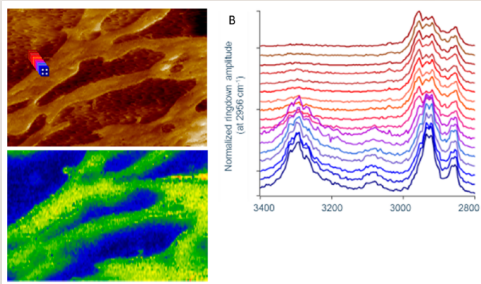 B
Normalized ringdown amplitude
(at 2956 cm⁻¹)
3400
3200
3000
2800